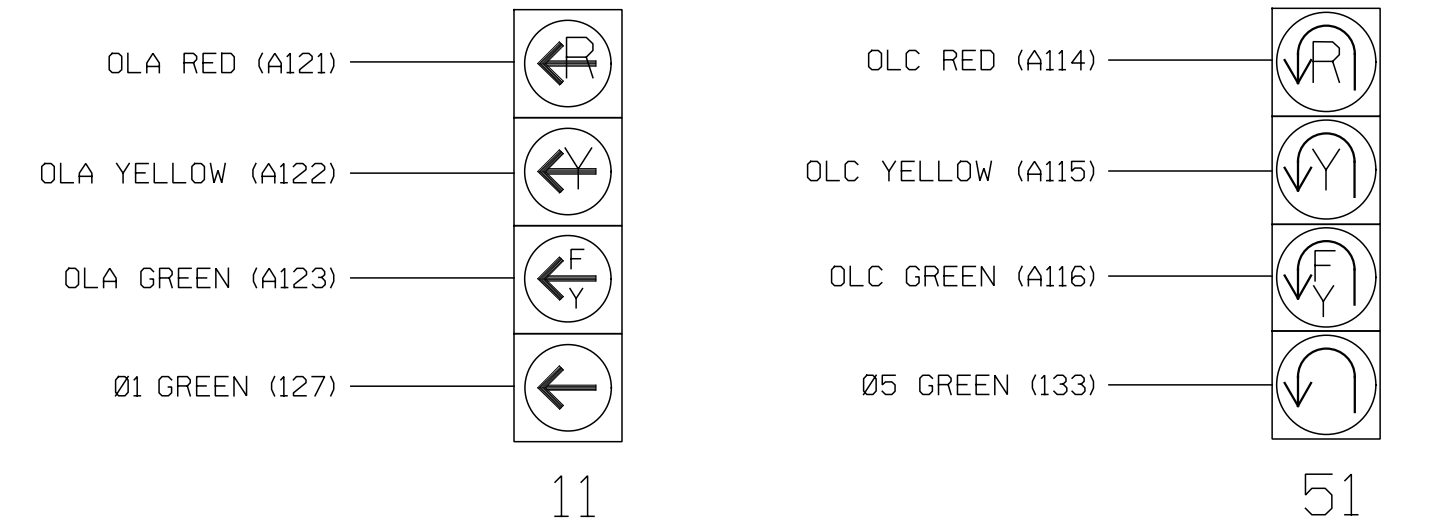 OLA RED (A121)
R
OLA YELLOW (A122)
Y
OLA GREEN (A123)
F
Y
Ø1 GREEN (127)
11
OLC RED (A114)
R
OLC YELLOW (A115)
Y
OLC GREEN (A116)
F
Y
Ø5 GREEN (133)
51